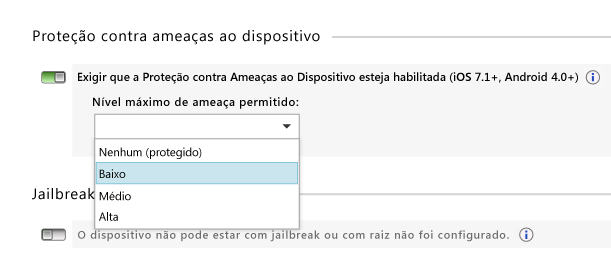 Proteção contra ameaças ao dispositivo
Exigir que a Proteção contra Ameaças ao Dispositivo esteja habilitada (iOS 7.1+, Android 4.0+)
Nível máximo de ameaça permitido:
Nenhum (protegido)
Baixo
Médio
Alta
Jailbreak
O dispositivo não pode estar com jailbreak ou com raiz não foi configurado.